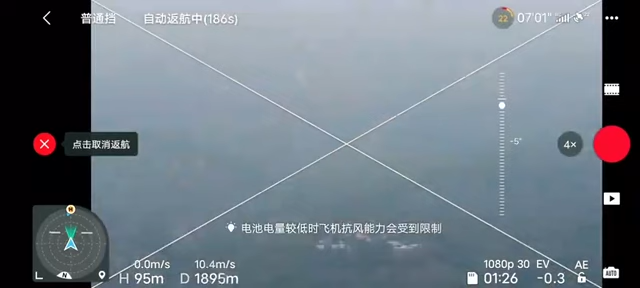 普通挡 自动返航中(186s) 22 07'01"
点击取消返航
-5°
4×
电池电量较低时飞机抗风能力会受到限制
N
0.0m/s 10.4m/s
H 95m D 1895m
1080p 30 EV AE
01:26 -0.3
AUTO